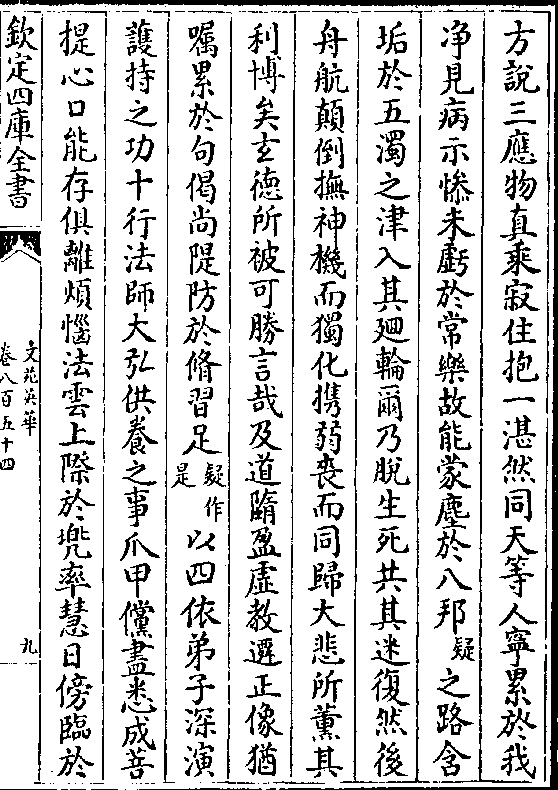 方說三應物真乘寂住抱一湛然同天等人寧累於我
净見病示慘未虧於常樂故能蒙塵於八邦疑之路含
垢於五濁之津入其廻輪爾乃脫生死共其迷復然後
舟航顛倒撫神機而獨化携弱喪而同歸大悲所薰其
利博矣玄德所被可勝言哉及道隨盈虛教遷正像猶
囑累於句偈尚隄防於脩習足疑作是以四依弟子深演
護持之功十行法師大弘供養之事爪甲儻盡悉成菩
提心口能存俱離煩惱法雲上際於兠率慧日傍臨於
欽定四庫全書
文苑英華
卷八百五十四
九